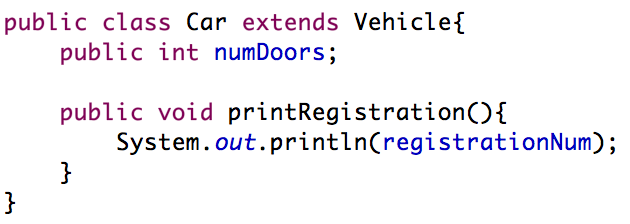 public class Car extends Vehicle{
    public int numDoors;

    public void printRegistration(){
        System.out.println(registrationNum);
    }
}